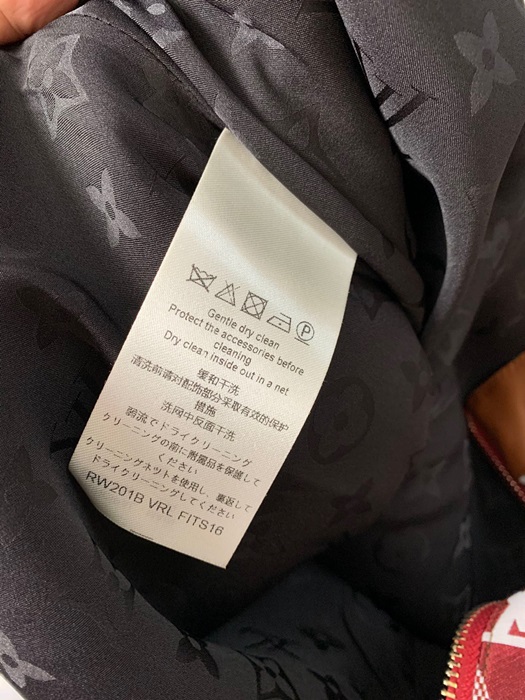 P
Gentle dry clean
Protect the accessories before
cleaning
Dry clean inside out in a net
缓和干洗
清洗前请对配饰部分采取有效的保护
措施
洗网中反面干洗
弱流でドライクリーニング
クリーニングの前に附属品を保護して
ください
クリーニングネットを使用し、裏返して
ドライクリーニングしてください
RW201B VRL FITS16